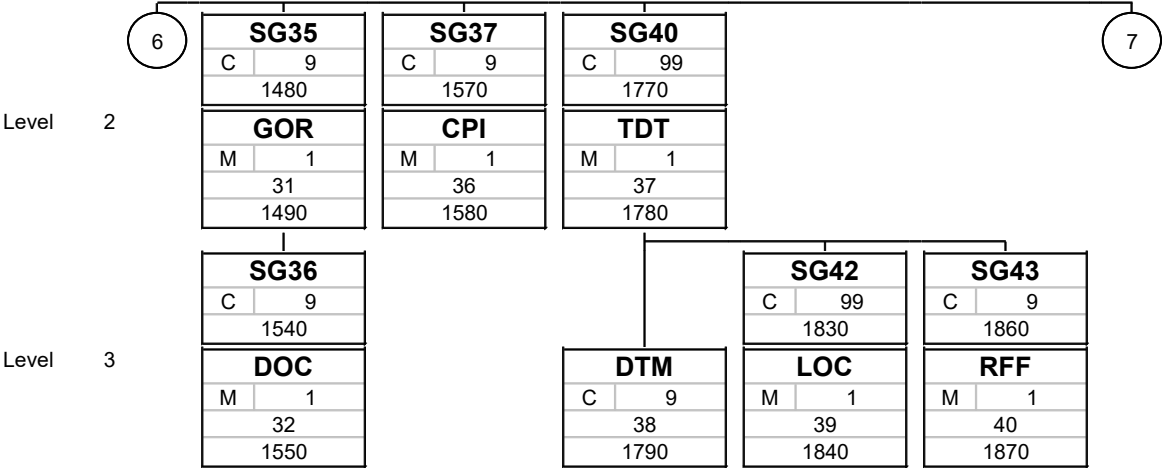 6 SG35 SG37 SG40 7
C 9 C 9 C 99
1480 1570 1770
Level 2 GOR CPI TDT
M 1 M 1 M 1
31 36 37
1490 1580 1780
SG36 SG42 SG43
C 9 C 99 C 9
1540 1830 1860
Level 3 DOC DTM LOC RFF
M 1 C 9 M 1 M 1
32 38 39 40
1550 1790 1840 1870